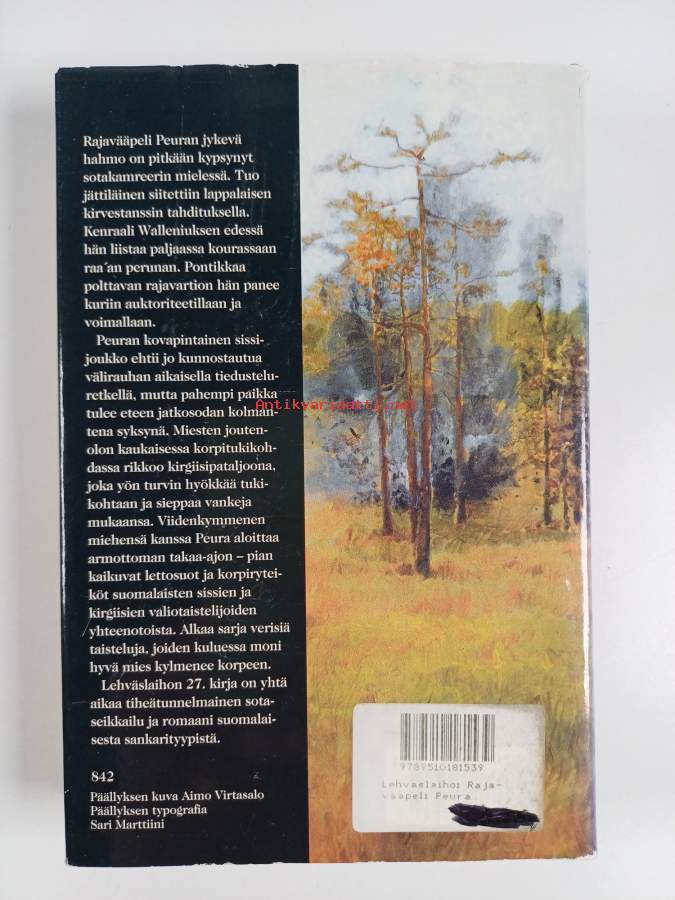 Rajavääpeli Peuran jykevä
hahmo on pitkään kypsynyt
sotakamreerin mielessä. Tuo
jättiläinen siitettiin lappalaisen
kirvestanssin tahdituksella.
Kenraali Walleniuksen edessä
hän liistaa paljaassa kourassaan
raa´an perunan. Pontikkaa
polttavan rajavartion hän panee
kuriin auktoriteetillaan ja
voimallaan.
Peuran kovapintainen sissi-
joukko ehtii jo kunnostautua
välirauhan aikaisella tiedustelu-
retkellä, mutta pahempi paikka
tulee eteen jatkosodan kolman-
tena syksynä. Miesten jouten-
olon kaukaisessa korpitukikoh-
dassa rikkoo kirgiisipataljoona,
joka yön turvin hyökkää tuki-
kohtaan ja sieppaa vankeja
mukaansa. Viidenkymmenen
miehensä kanssa Peura aloittaa
armottoman takaa-ajon – pian
kaikuvat lettosuot ja korpirytei-
köt suomalaisten sissien ja
kirgiisien valiotaistelijoiden
yhteenotoista. Alkaa sarja verisiä
taisteluja, joiden kuluessa moni
hyvä mies kylmenee korpeen.
Lehväslaihon 27. kirja on yhtä
aikaa tiheätunnelmainen sota-
seikkailu ja romaani suomalai-
sesta sankarityypistä.
842
Päällyksen kuva Aimo Virtasalo
Päällyksen typografia
Sari Marttiini
Antikvariaatti.net
9789510181539
Lehväslaihoi Raja-
vääpeli Peura